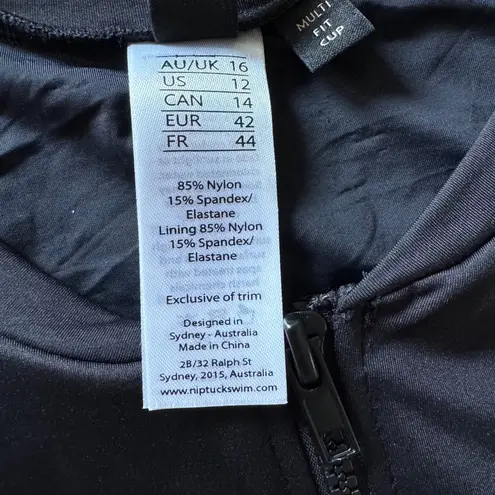 MULTI
FIT
CUP
AU/UK 16
US 12
CAN 14
EUR 42
FR 44
85% Nylon
15% Spandex/
Elastane
Lining 85% Nylon
15% Spandex/
Elastane
Exclusive of trim
Designed in
Sydney - Australia
Made in China
2B/32 Ralph St
Sydney, 2015, Australia
www.niptuckswim.com